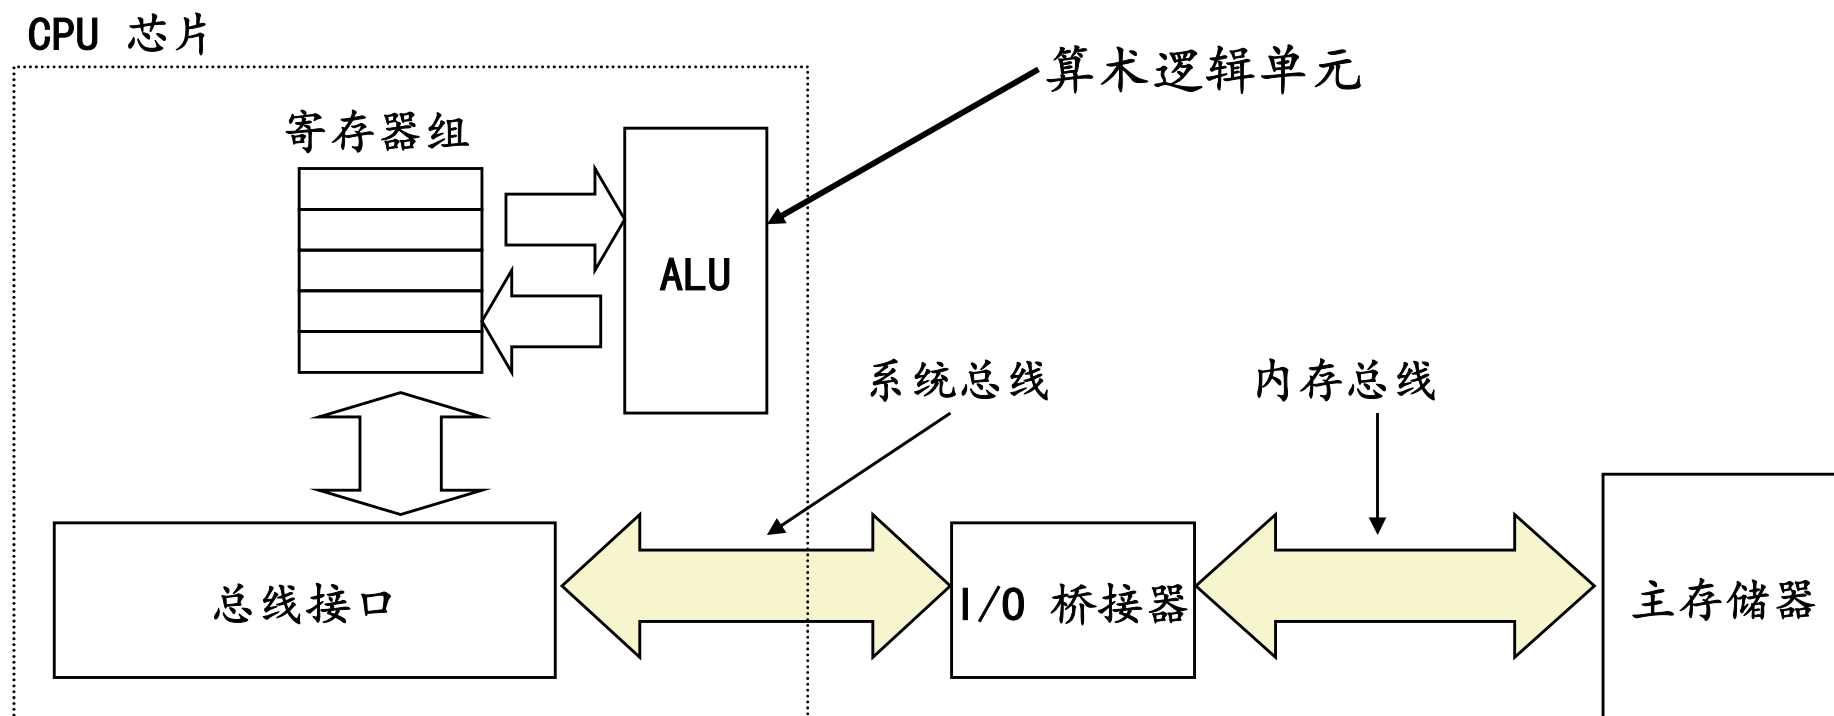 CPU 芯片
算术逻辑单元
寄存器组
ALU
系统总线
内存总线
总线接口
I/O 桥接器
主存储器